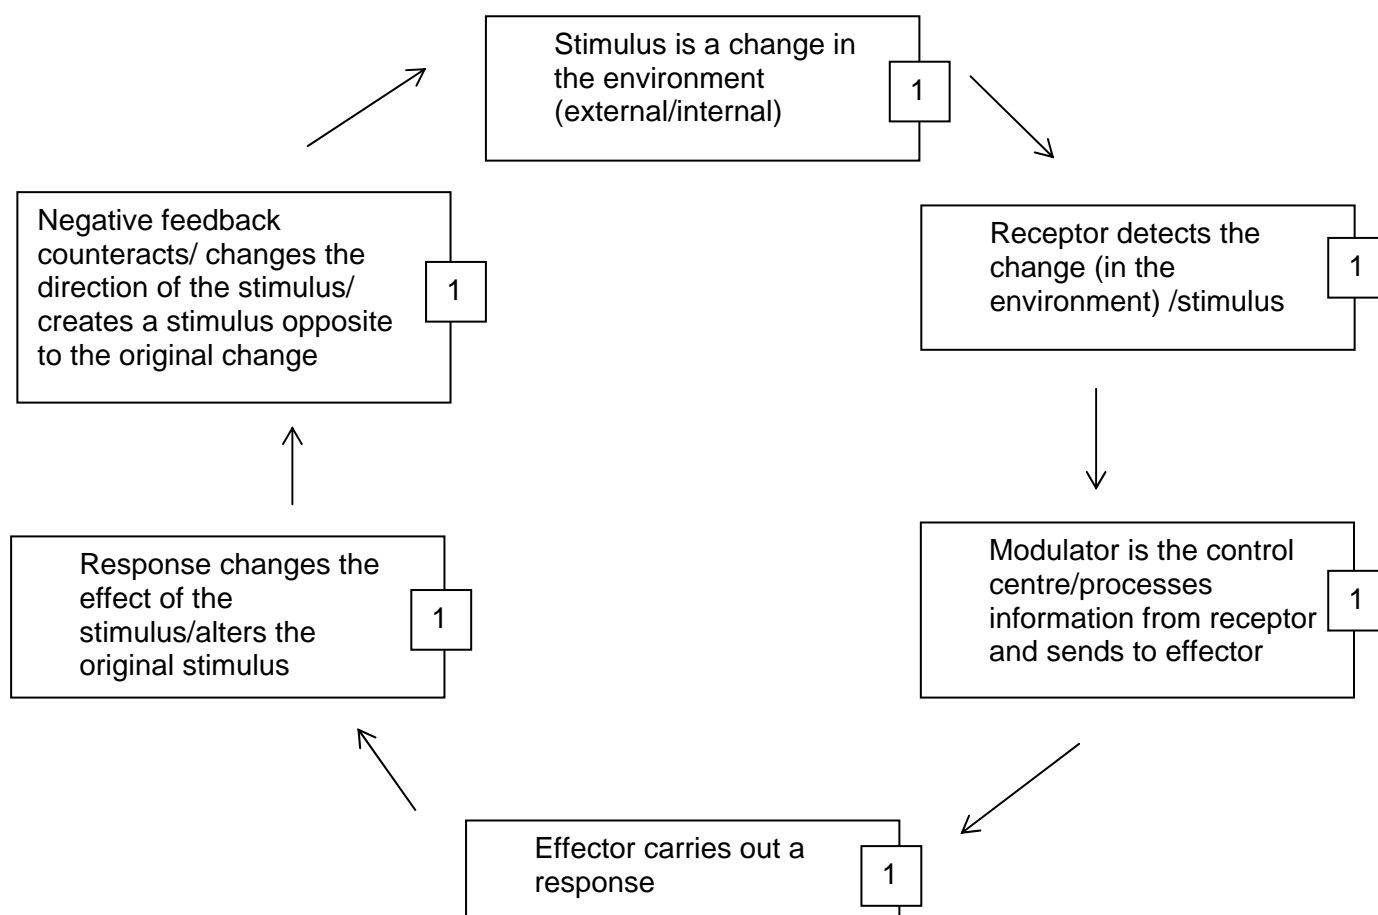 Stimulus is a change in
the environment
(external/internal)
1
Receptor detects the
change (in the
environment) /stimulus
1
Modulator is the control
centre/processes
information from receptor
and sends to effector
1
Effector carries out a
response
1
Response changes the
effect of the
stimulus/alters the
original stimulus
1
Negative feedback
counteracts/ changes the
direction of the stimulus/
creates a stimulus opposite
to the original change
1